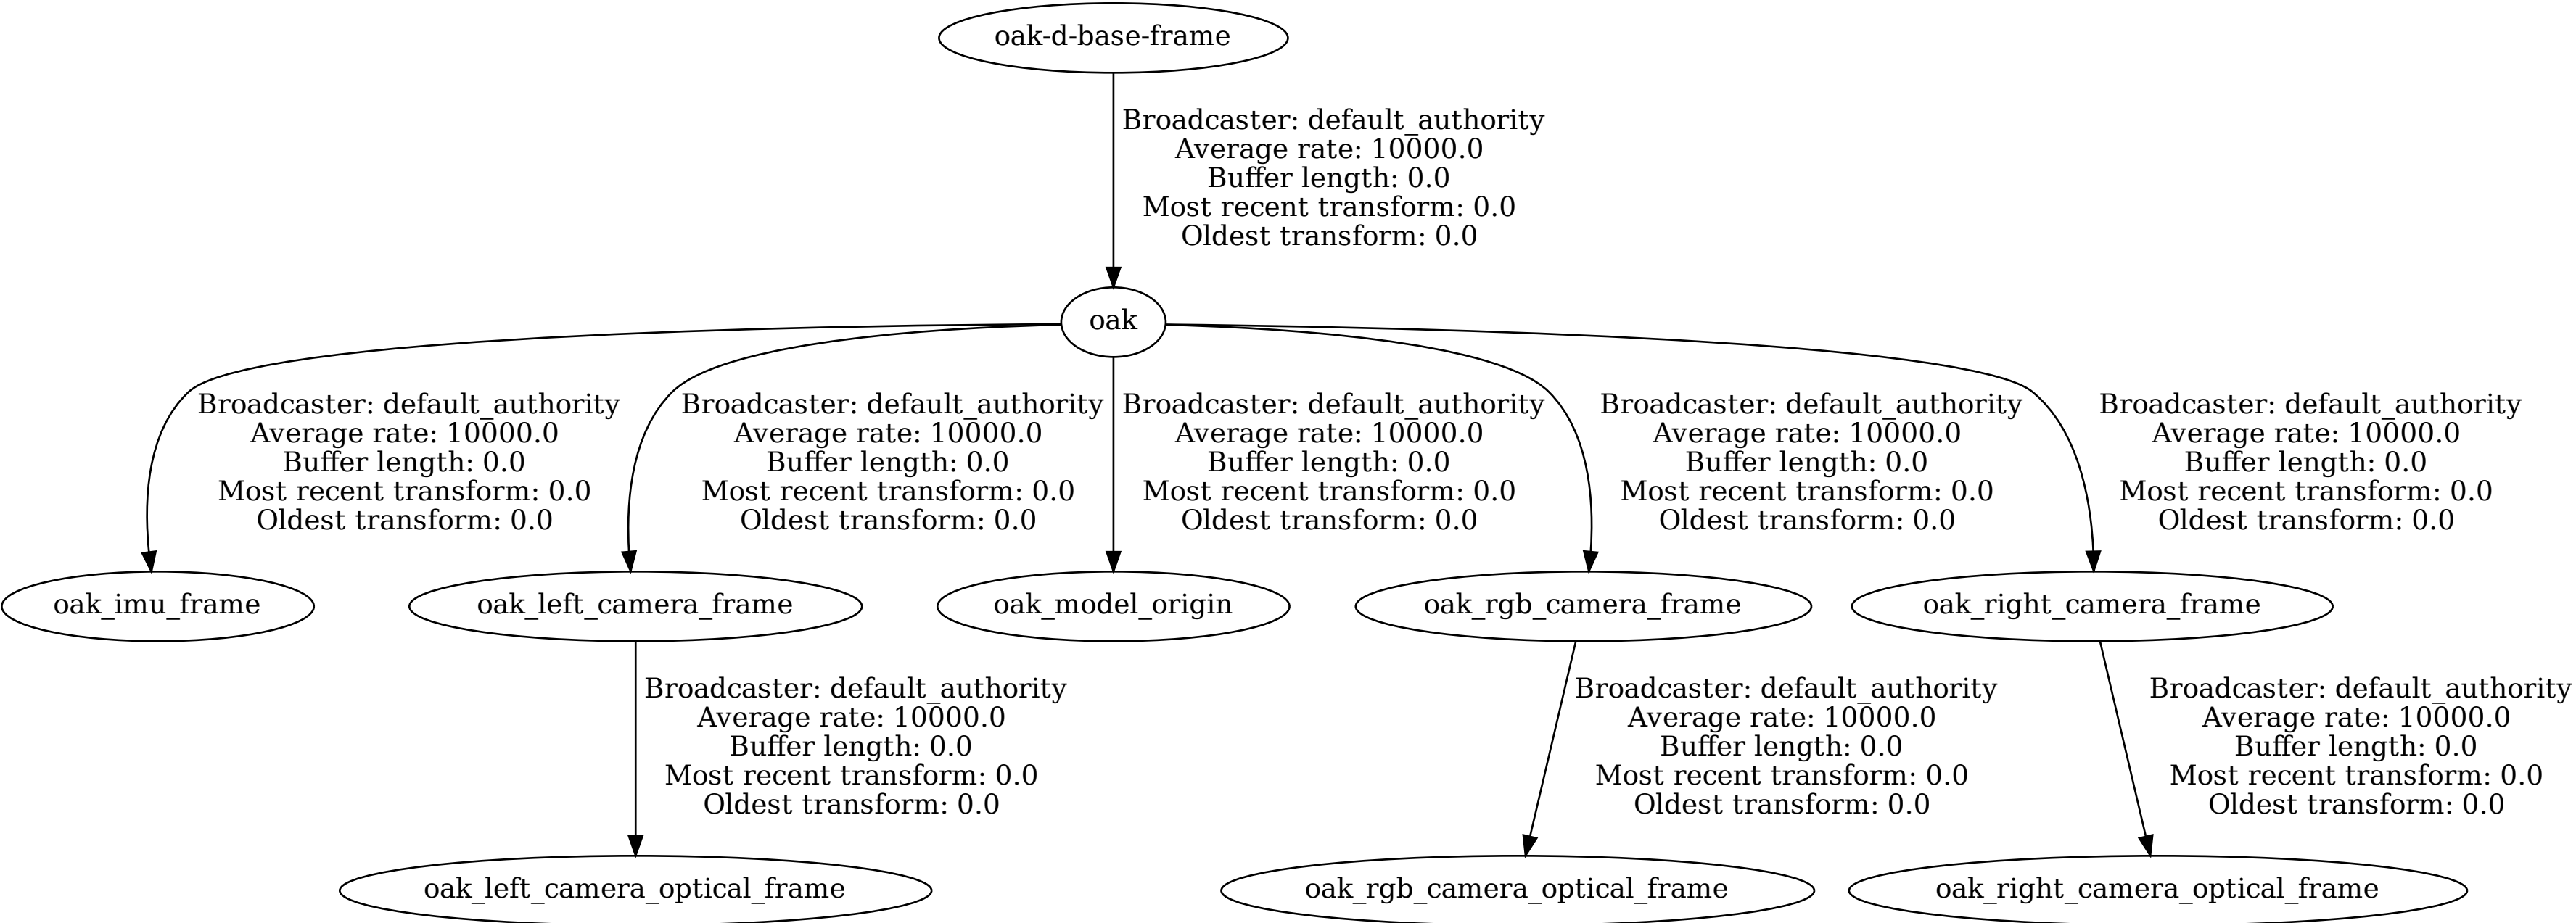 oak-d-base-frame
Broadcaster: default_authority
Average rate: 10000.0
Buffer length: 0.0
Most recent transform: 0.0
Oldest transform: 0.0
oak
Broadcaster: default_authority
Average rate: 10000.0
Buffer length: 0.0
Most recent transform: 0.0
Oldest transform: 0.0
Broadcaster: default_authority
Average rate: 10000.0
Buffer length: 0.0
Most recent transform: 0.0
Oldest transform: 0.0
Broadcaster: default_authority
Average rate: 10000.0
Buffer length: 0.0
Most recent transform: 0.0
Oldest transform: 0.0
Broadcaster: default_authority
Average rate: 10000.0
Buffer length: 0.0
Most recent transform: 0.0
Oldest transform: 0.0
Broadcaster: default_authority
Average rate: 10000.0
Buffer length: 0.0
Most recent transform: 0.0
Oldest transform: 0.0
oak_imu_frame
oak_left_camera_frame
oak_model_origin
oak_rgb_camera_frame
oak_right_camera_frame
Broadcaster: default_authority
Average rate: 10000.0
Buffer length: 0.0
Most recent transform: 0.0
Oldest transform: 0.0
Broadcaster: default_authority
Average rate: 10000.0
Buffer length: 0.0
Most recent transform: 0.0
Oldest transform: 0.0
Broadcaster: default_authority
Average rate: 10000.0
Buffer length: 0.0
Most recent transform: 0.0
Oldest transform: 0.0
oak_left_camera_optical_frame
oak_rgb_camera_optical_frame
oak_right_camera_optical_frame